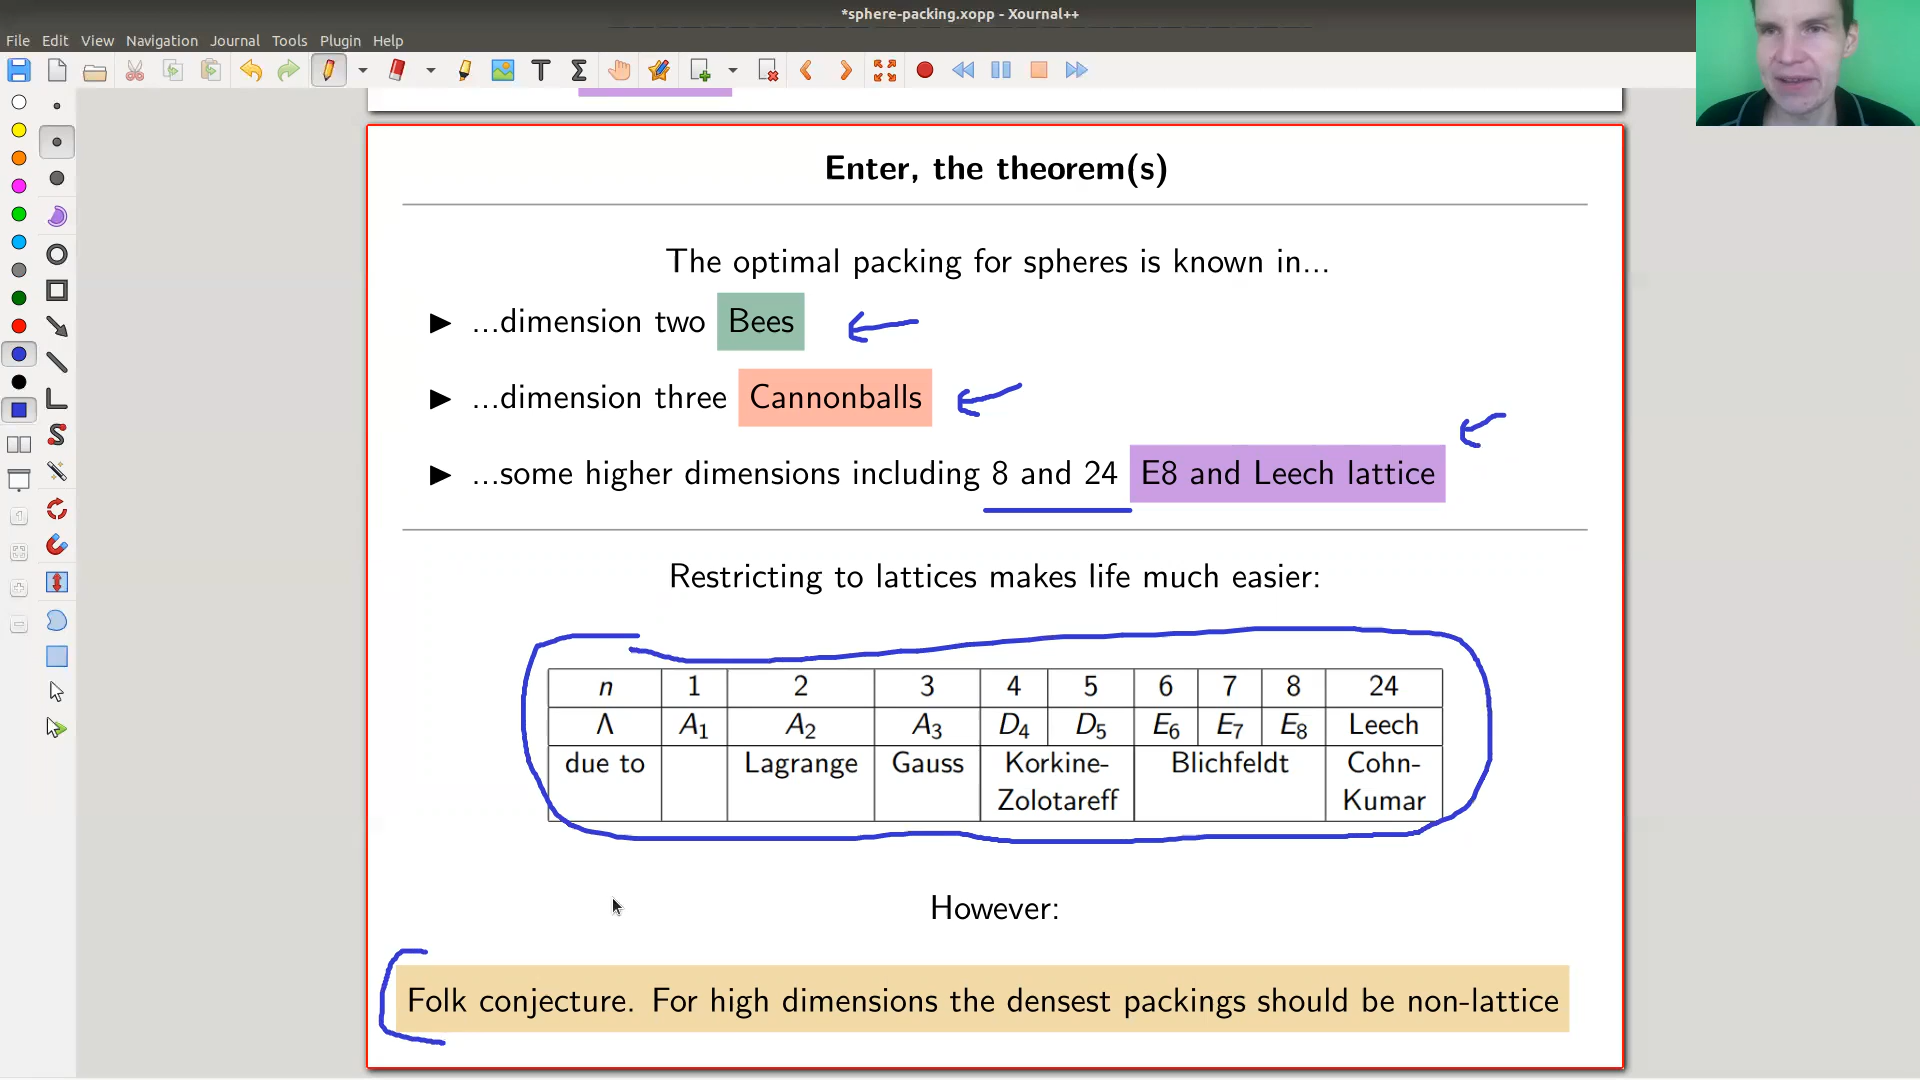 *sphere-packing.xopp - Xournal++
File Edit View Navigation Journal Tools Plugin Help
Enter, the theorem(s)
The optimal packing for spheres is known in...
▶ ...dimension two Bees
▶ ...dimension three Cannonballs
▶ ...some higher dimensions including 8 and 24 E8 and Leech lattice
Restricting to lattices makes life much easier:
n 1 2 3 4 5 6 7 8 24
Λ A₁ A₂ A₃ D₄ D₅ E₆ E₇ E₈ Leech
due to Lagrange Gauss Korkine- Blichfeldt Cohn-
Zolotareff Kumar
However:
Folk conjecture. For high dimensions the densest packings should be non-lattice